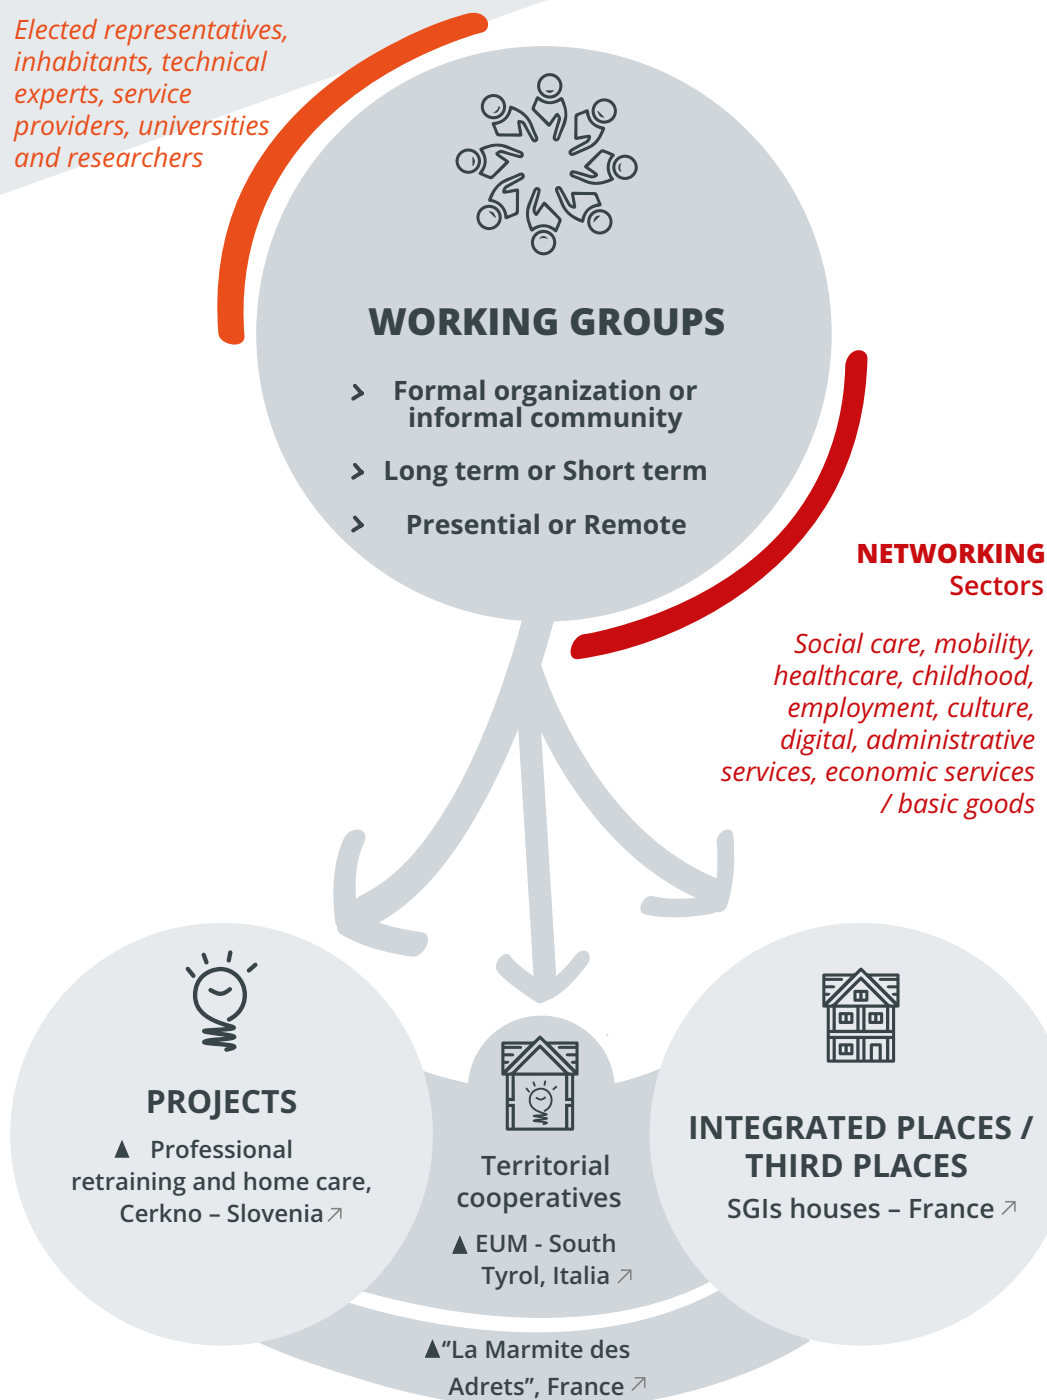 Elected representatives,
inhabitants, technical
experts, service
providers, universities
and researchers
WORKING GROUPS
Formal organization or
informal community
Long term or Short term
Presential or Remote
NETWORKING
Sectors
Social care, mobility,
healthcare, childhood,
employment, culture,
digital, administrative
services, economic services
/ basic goods
PROJECTS
Professional
retraining and home care,
Cerkno – Slovenia
Territorial
cooperatives
EUM - South
Tyrol, Italia
INTEGRATED PLACES /
THIRD PLACES
SGIs houses – France
“La Marmite des
Adrets”, France